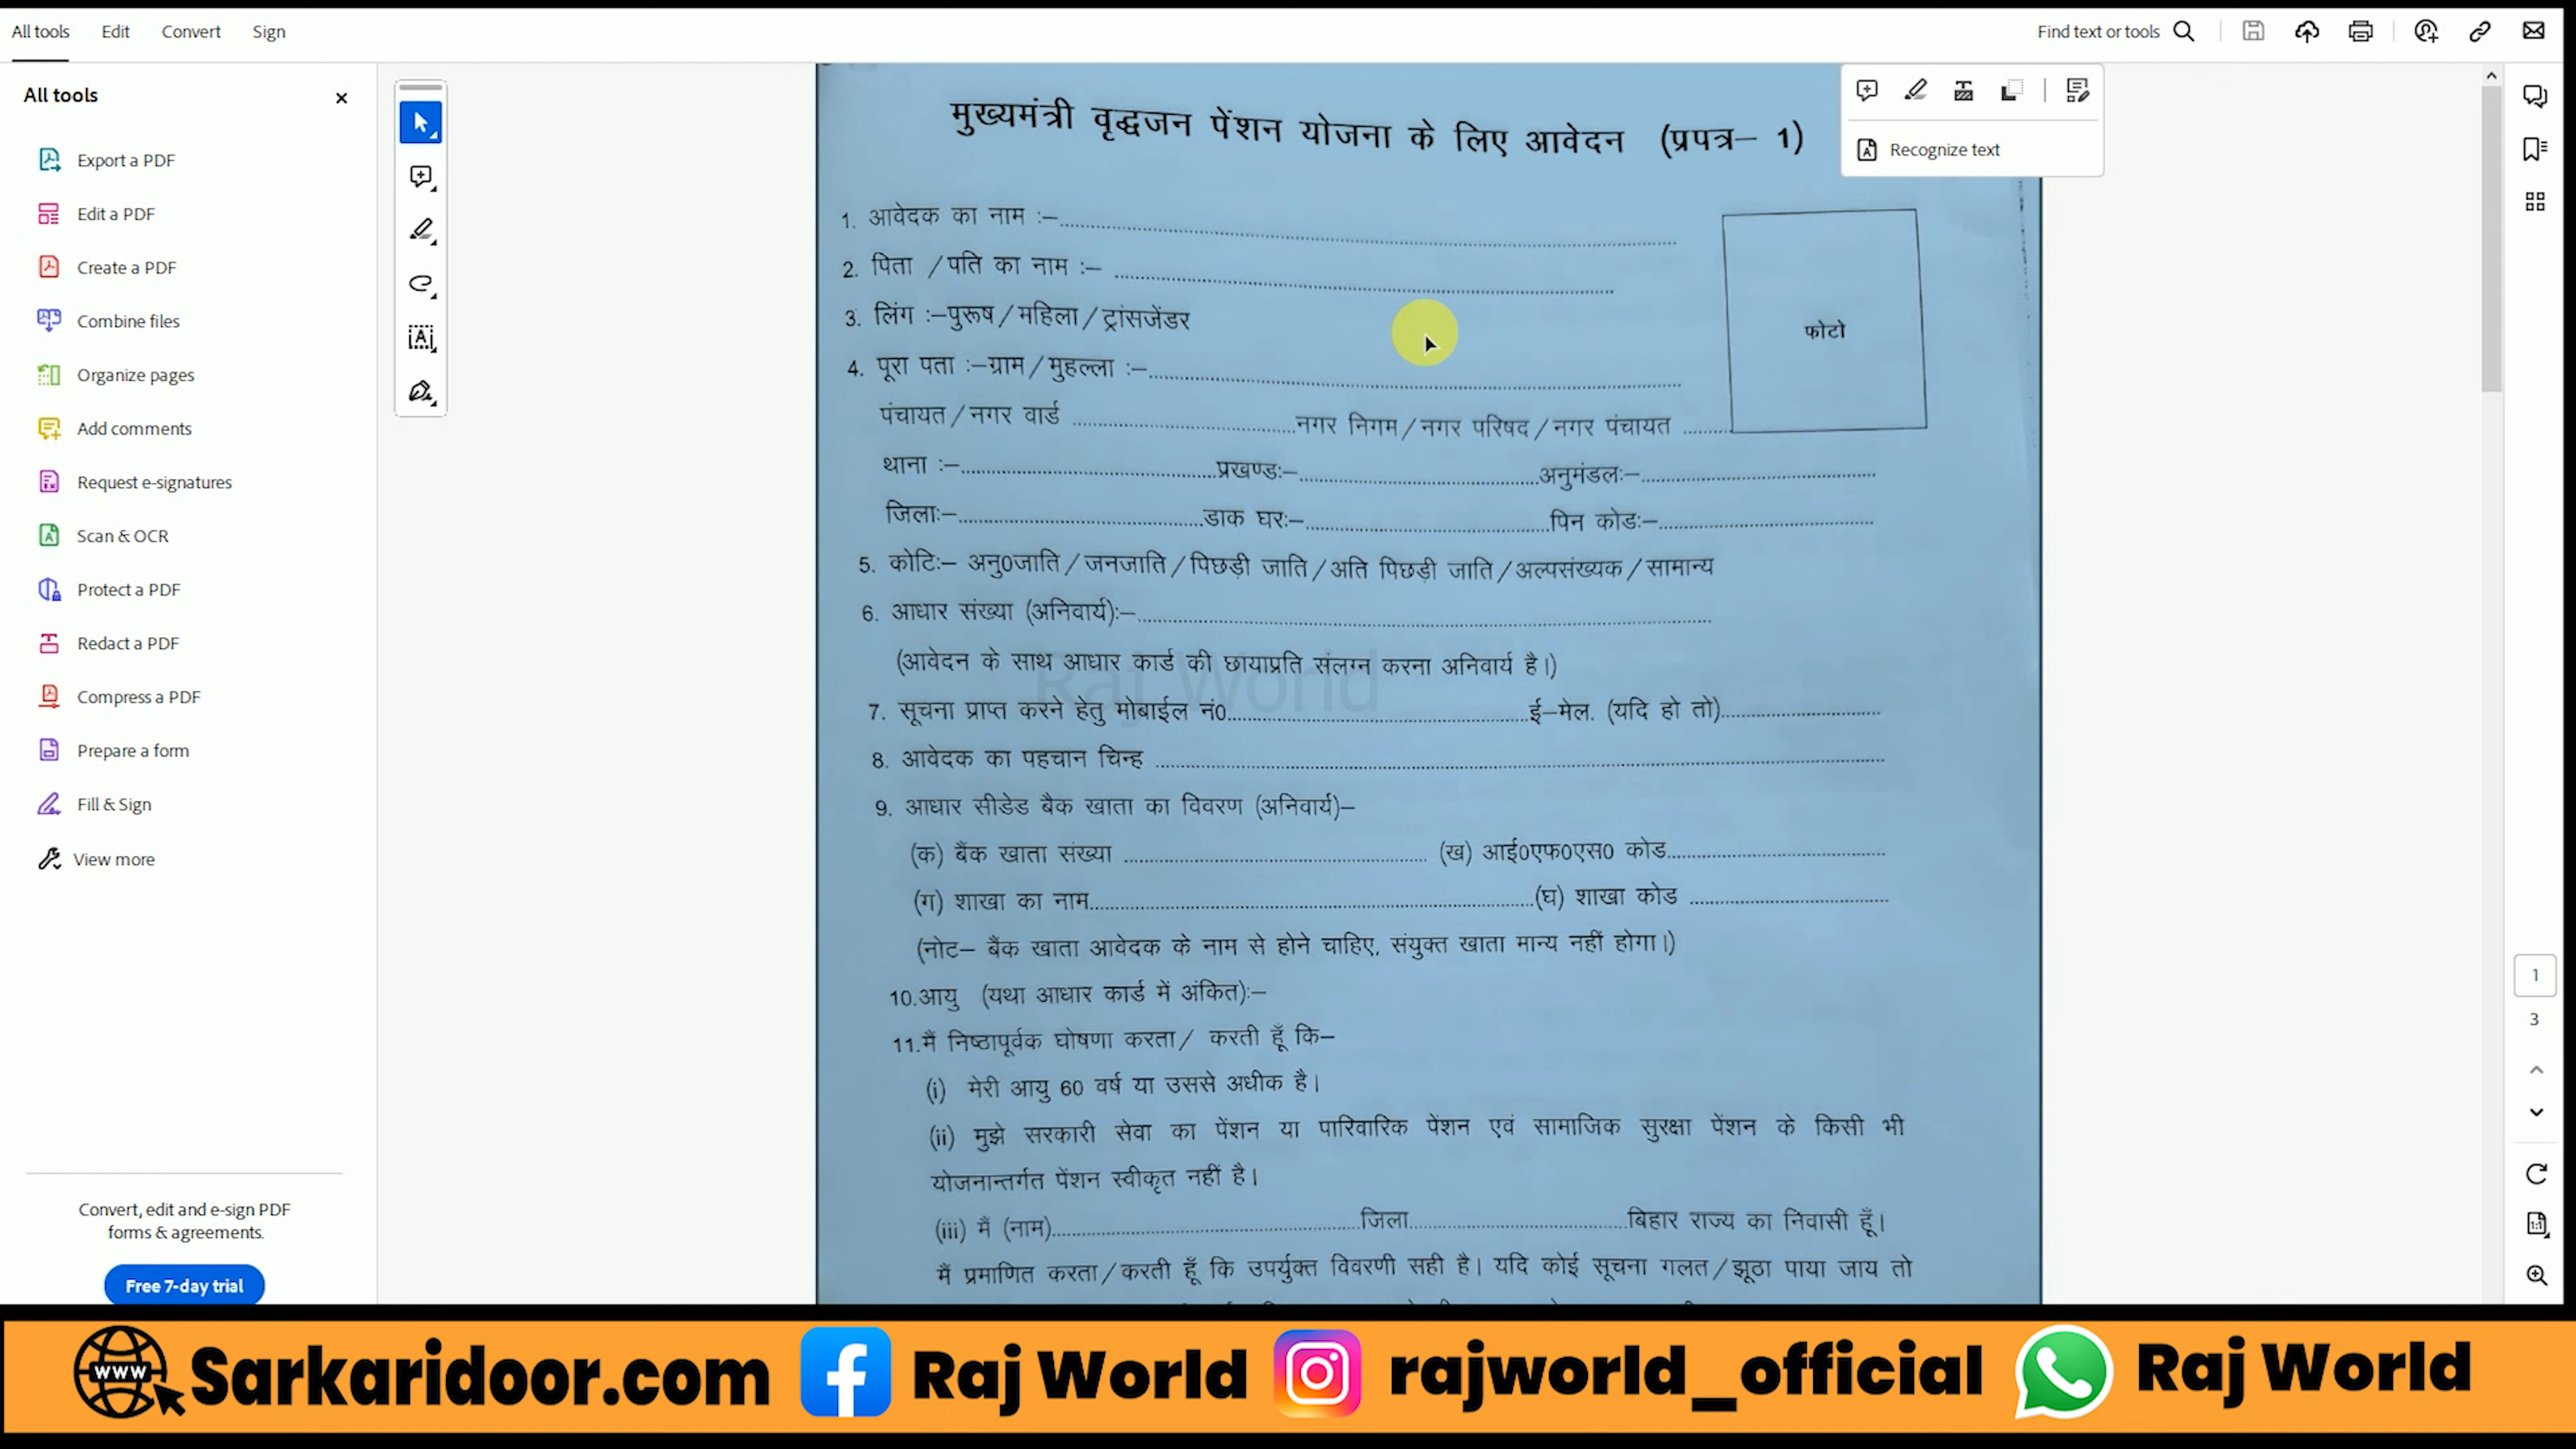 All tools Edit Convert Sign Find text or tools
All tools
Export a PDF
Edit a PDF
Create a PDF
Combine files
Organize pages
Add comments
Request e-signatures
Scan & OCR
Protect a PDF
Redact a PDF
Compress a PDF
Prepare a form
Fill & Sign
View more
Convert, edit and e-sign PDF
forms & agreements.
Free 7-day trial
Recognize text
मुख्यमंत्री वृद्धजन पेंशन योजना के लिए आवेदन (प्रपत्र– 1)
1. आवेदक का नाम :–
2. पिता /पति का नाम :–
3. लिंग :–पुरूष/महिला/ट्रांसजेंडर
फोटो
4. पूरा पता :–ग्राम/मुहल्ला :–
पंचायत/नगर वार्ड ........ नगर निगम/नगर परिषद/नगर पंचायत ........
थाना :–........प्रखण्डः–........अनुमंडलः–........
जिलाः–........डाक घरः–........पिन कोडः–........
5. कोटिः– अनु0जाति/जनजाति/पिछड़ी जाति/अति पिछड़ी जाति/अल्पसंख्यक/सामान्य
6. आधार संख्या (अनिवार्य):–........
(आवेदन के साथ आधार कार्ड की छायाप्रति संलग्न करना अनिवार्य है।)
Raj World
7. सूचना प्राप्त करने हेतु मोबाईल नं0........ई–मेल. (यदि हो तो)........
8. आवेदक का पहचान चिन्ह ........
9. आधार सीडेड बैक खाता का विवरण (अनिवार्य)–
(क) बैंक खाता संख्या ........ (ख) आई0एफ0एस0 कोड........
(ग) शाखा का नाम........(घ) शाखा कोड ........
(नोट– बैंक खाता आवेदक के नाम से होने चाहिए, संयुक्त खाता मान्य नहीं होगा।)
10.आयु (यथा आधार कार्ड में अंकित):–
11.मैं निष्ठापूर्वक घोषणा करता/ करती हूँ कि–
(i) मेरी आयु 60 वर्ष या उससे अधीक है।
(ii) मुझे सरकारी सेवा का पेंशन या पारिवारिक पेंशन एवं सामाजिक सुरक्षा पेंशन के किसी भी
योजनान्तर्गत पेंशन स्वीकृत नहीं है।
(iii) मैं (नाम)........जिला........बिहार राज्य का निवासी हूँ।
मैं प्रमाणित करता/करती हूँ कि उपर्युक्त विवरणी सही है। यदि कोई सूचना गलत/झूठा पाया जाय तो
1
3
www Sarkaridoor.com Raj World rajworld_official Raj World